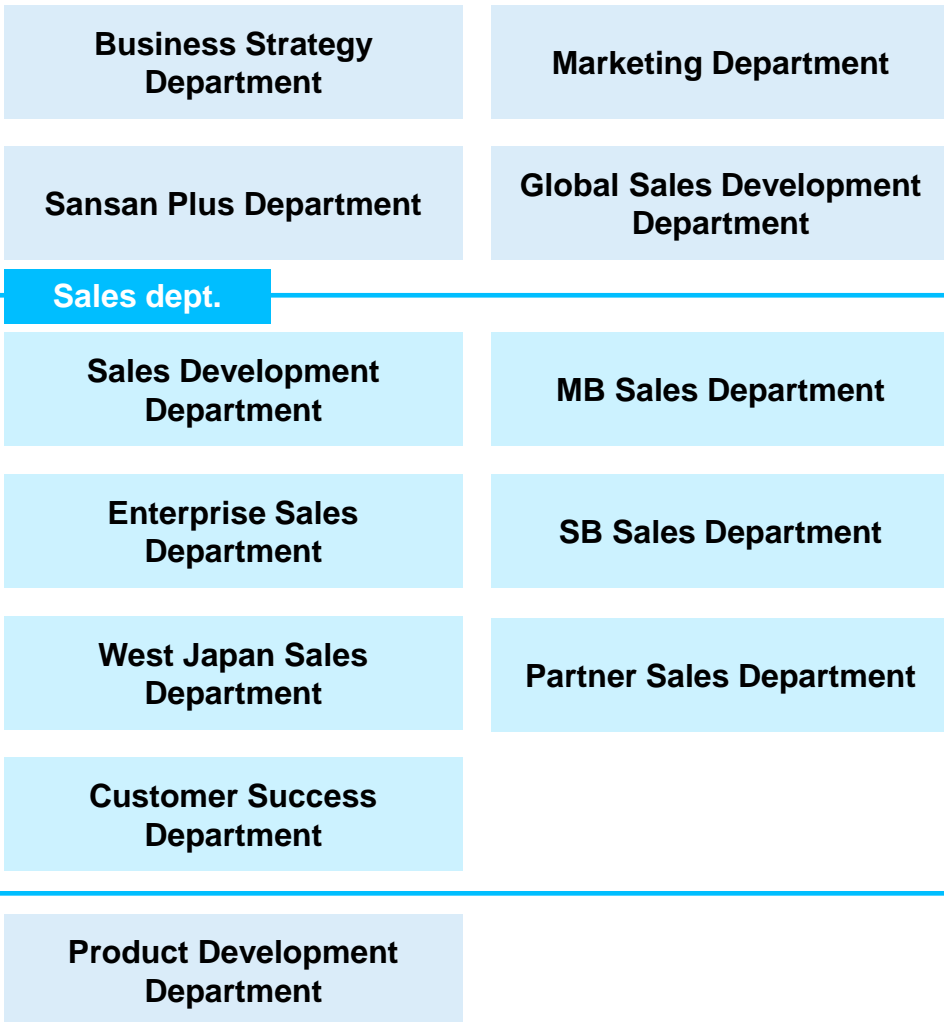 Business Strategy
Department
Marketing Department
Sansan Plus Department
Global Sales Development
Department
Sales dept.
Sales Development
Department
MB Sales Department
Enterprise Sales
Department
SB Sales Department
West Japan Sales
Department
Partner Sales Department
Customer Success
Department
Product Development
Department